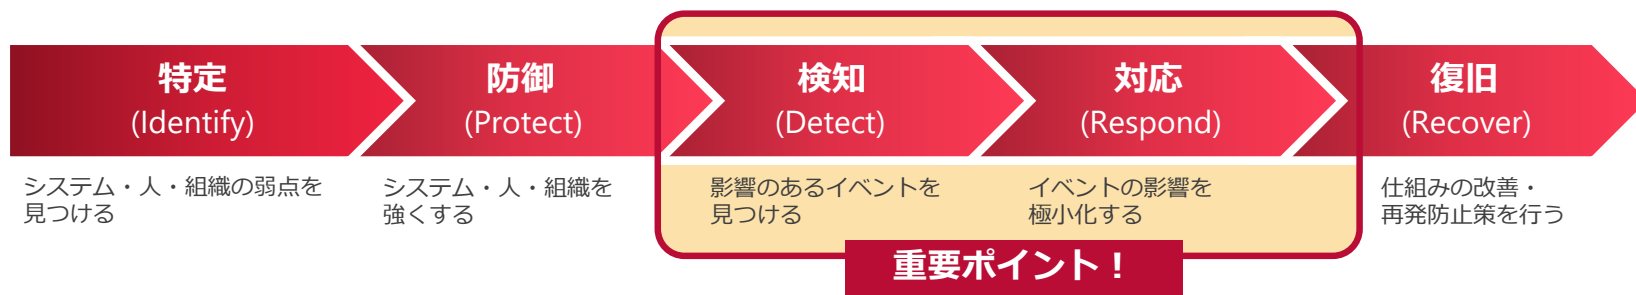 特定
(Identify)
システム・人・組織の弱点を
見つける
防御
(Protect)
システム・人・組織を
強くする
検知
(Detect)
影響のあるイベントを
見つける
対応
(Respond)
イベントの影響を
極小化する
復旧
(Recover)
仕組みの改善・
再発防止策を行う
重要ポイント！